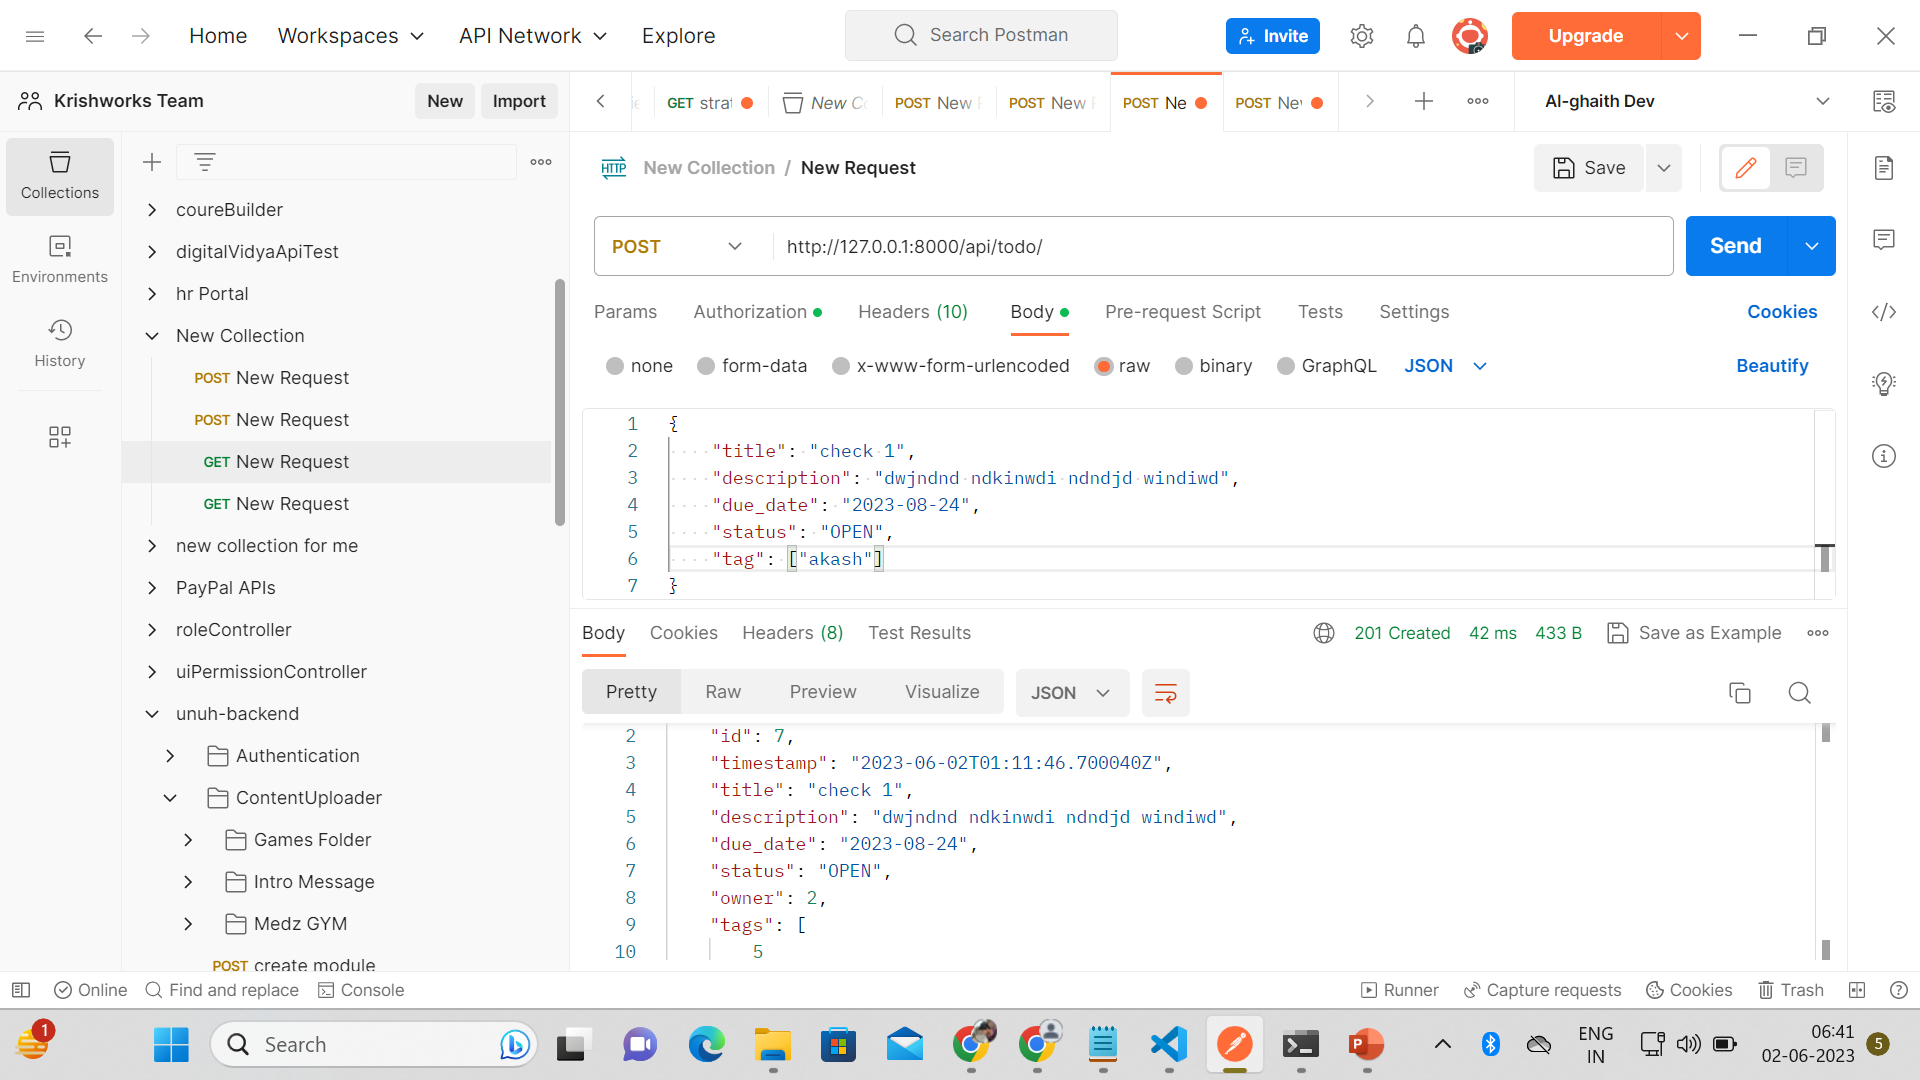 Home Workspaces API Network Explore Search Postman Invite Upgrade
Krishworks Team New Import
GET strat New Co POST New POST New POST Ne POST Ne
Al-ghaith Dev
Collections
Environments
History
coureBuilder
digitalVidyaApiTest
hr Portal
New Collection
POST New Request
POST New Request
GET New Request
GET New Request
new collection for me
PayPal APIs
roleController
uiPermissionController
unuh-backend
Authentication
ContentUploader
Games Folder
Intro Message
Medz GYM
POST create module
HTTP New Collection / New Request Save
POST http://127.0.0.1:8000/api/todo/ Send
Params Authorization Headers (10) Body Pre-request Script Tests Settings Cookies
none form-data x-www-form-urlencoded raw binary GraphQL JSON Beautify
1 {
2 "title": "check 1",
3 "description": "dwjndnd ndkinwdi ndndjd windiwd",
4 "due_date": "2023-08-24",
5 "status": "OPEN",
6 "tag": ["akash"]
7 }
Body Cookies Headers (8) Test Results 201 Created 42 ms 433 B Save as Example
Pretty Raw Preview Visualize JSON
2 "id": 7,
3 "timestamp": "2023-06-02T01:11:46.700040Z",
4 "title": "check 1",
5 "description": "dwjndnd ndkinwdi ndndjd windiwd",
6 "due_date": "2023-08-24",
7 "status": "OPEN",
8 "owner": 2,
9 "tags": [
10 5
Online Find and replace Console Runner Capture requests Cookies Trash
1 Search ENG
IN
06:41
02-06-2023 5